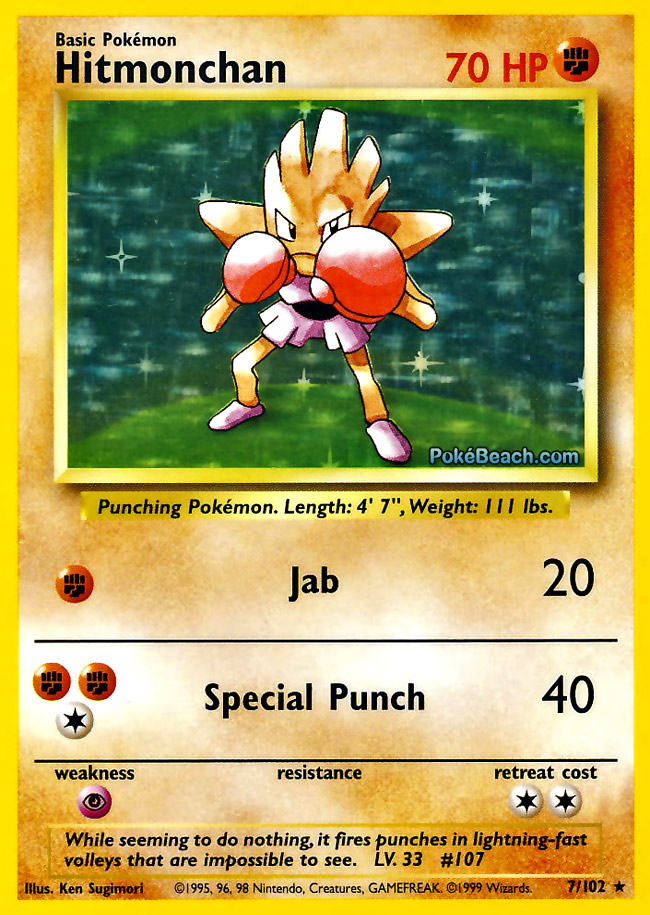 Basic Pokémon
Hitmonchan 70 HP
PokéBeach.com
Punching Pokémon. Length: 4' 7", Weight: 111 lbs.
Jab 20
Special Punch 40
weakness resistance retreat cost
While seeming to do nothing, it fires punches in lightning-fast
volleys that are impossible to see. LV. 33 #107
Illus. Ken Sugimori ©1995, 96, 98 Nintendo, Creatures, GAMEFREAK. ©1999 Wizards. 7/102 ★